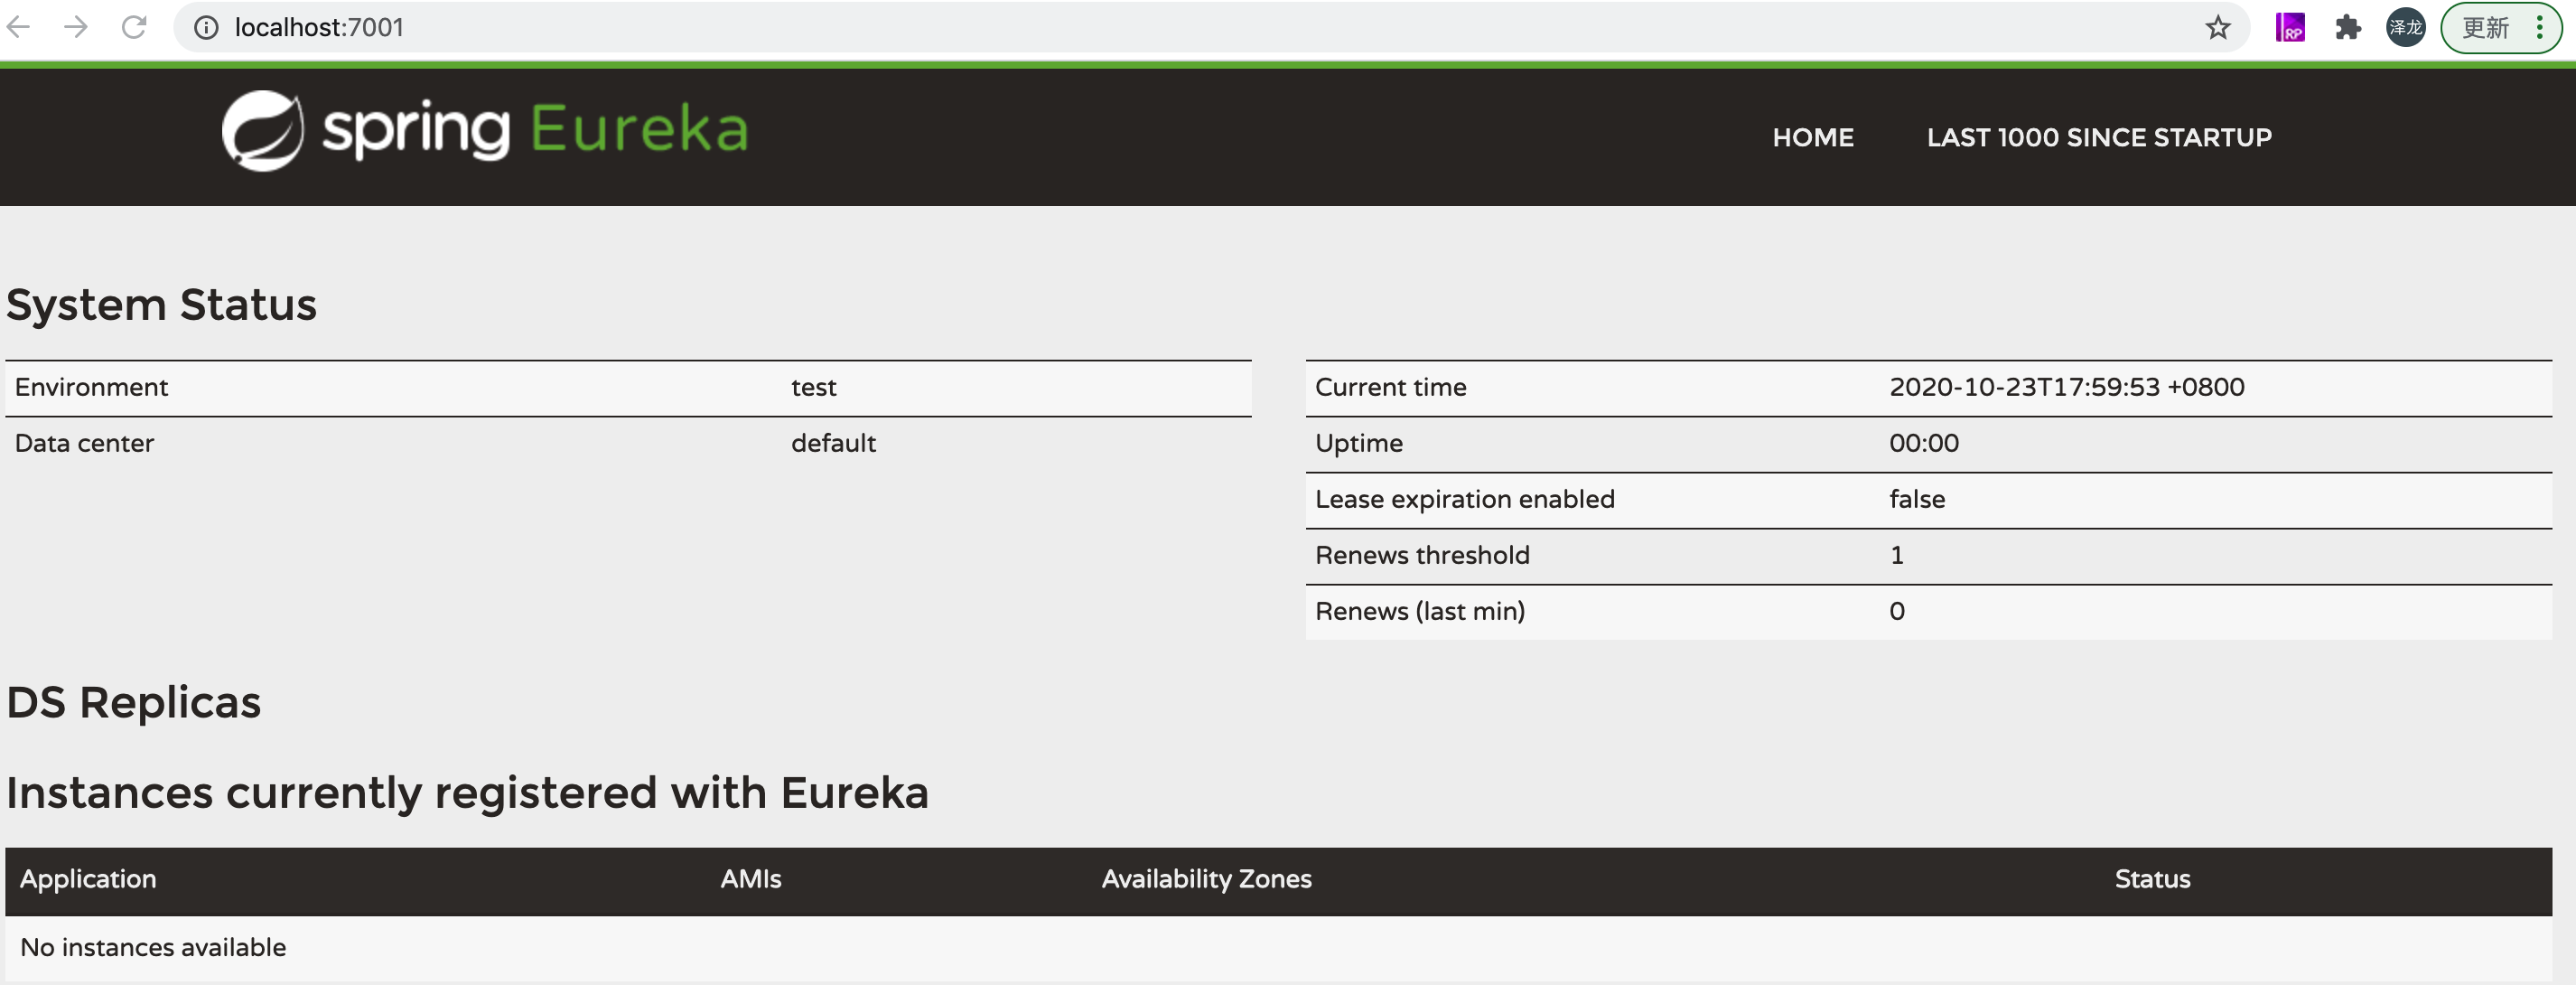 localhost:7001
RP
泽龙
更新
spring Eureka
HOME
LAST 1000 SINCE STARTUP
System Status
Environment test
Data center default
Current time 2020-10-23T17:59:53 +0800
Uptime 00:00
Lease expiration enabled false
Renews threshold 1
Renews (last min) 0
DS Replicas
Instances currently registered with Eureka
Application AMIs Availability Zones Status
No instances available